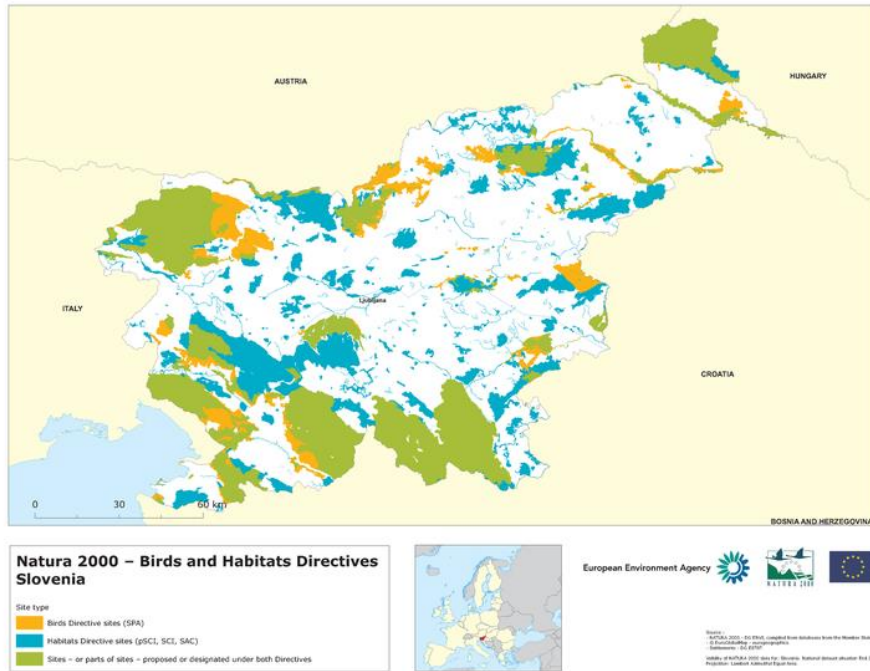 AUSTRIA
HUNGARY
Ljubljana
ITALY
CROATIA
0 30 60 km
BOSNIA AND HERZEGOVINA
Natura 2000 – Birds and Habitats Directives
Slovenia
Site type
Birds Directive sites (SPA)
Habitats Directive sites (pSCI, SCI, SAC)
Sites – or parts of sites – proposed or designated under both Directives
European Environment Agency
NATURA 2000